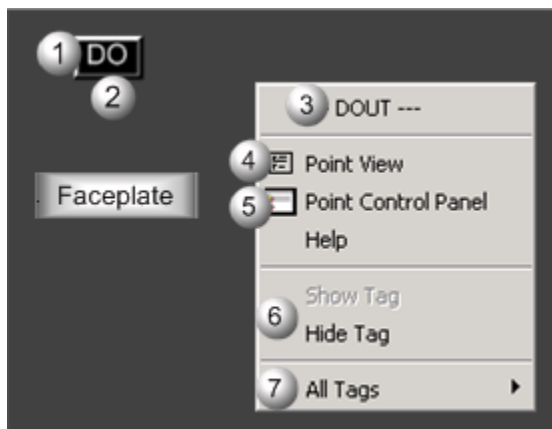 1 DO
2
3 DOUT ---
4 Point View
Faceplate
5 Point Control Panel
Help
Show Tag
6
Hide Tag
7 All Tags